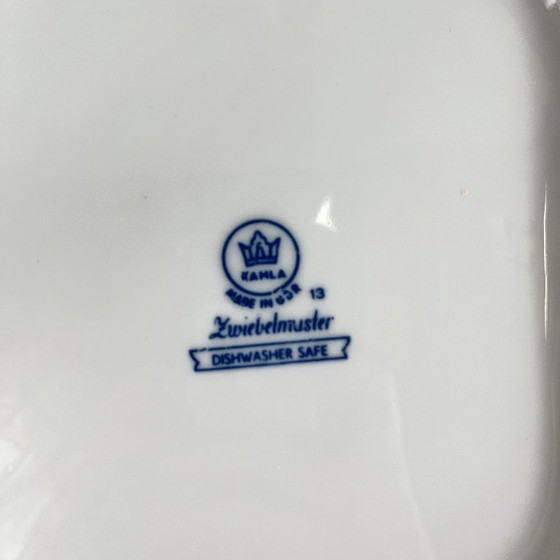 KAHLA
MADE IN GDR 13
Zwiebelmuster
DISHWASHER SAFE